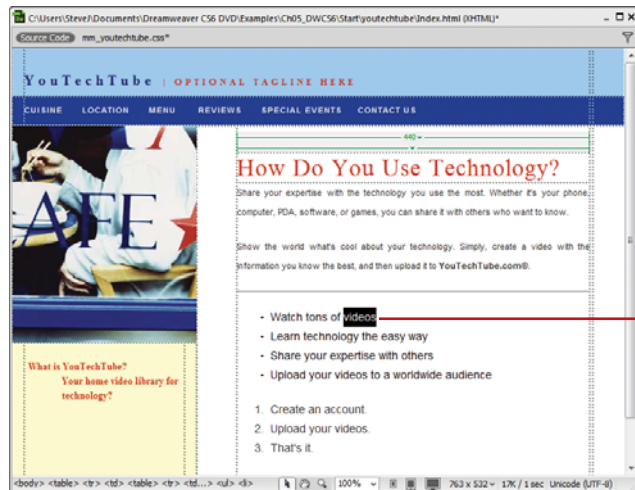 C:\Users\SteveJ\Documents\Dreamweaver CS6 DVD\Examples\Ch05_DWCS6\Start\youtechtube\Index.html (XHTML)*
Source Code mm_youtechtube.css*
YouTechTube | OPTIONAL TAGLINE HERE
CUISINE LOCATION MENU REVIEWS SPECIAL EVENTS CONTACT US
440
AFE
How Do You Use Technology?
Share your expertise with the technology you use the most. Whether it's your phone,
computer, PDA, software, or games, you can share it with others who want to know.
Show the world what's cool about your technology. Simply, create a video with the
information you know the best, and then upload it to YouTechTube.com®.
• Watch tons of videos
• Learn technology the easy way
• Share your expertise with others
• Upload your videos to a worldwide audience
1. Create an account.
2. Upload your videos.
3. That's it.
What is YouTechTube?
Your home video library for
technology?
<body> <table> <tr> <td> <table> <tr> <td...> <ul> <li> 100% 763 x 532 17K / 1 sec Unicode (UTF-8)